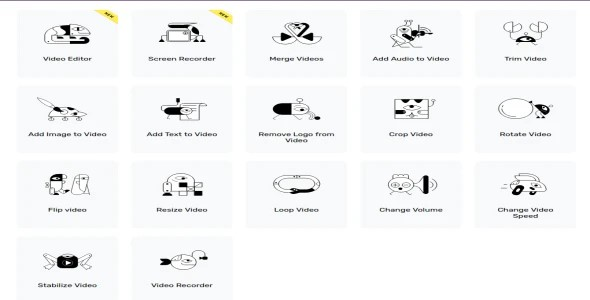 NEW
NEW
Video Editor
Screen Recorder
Merge Videos
Add Audio to Video
Trim Video
Add Image to Video
Add Text to Video
Remove Logo from
Video
Crop Video
Rotate Video
Flip video
Resize Video
Loop Video
Change Volume
Change Video
Speed
Stabilize Video
Video Recorder